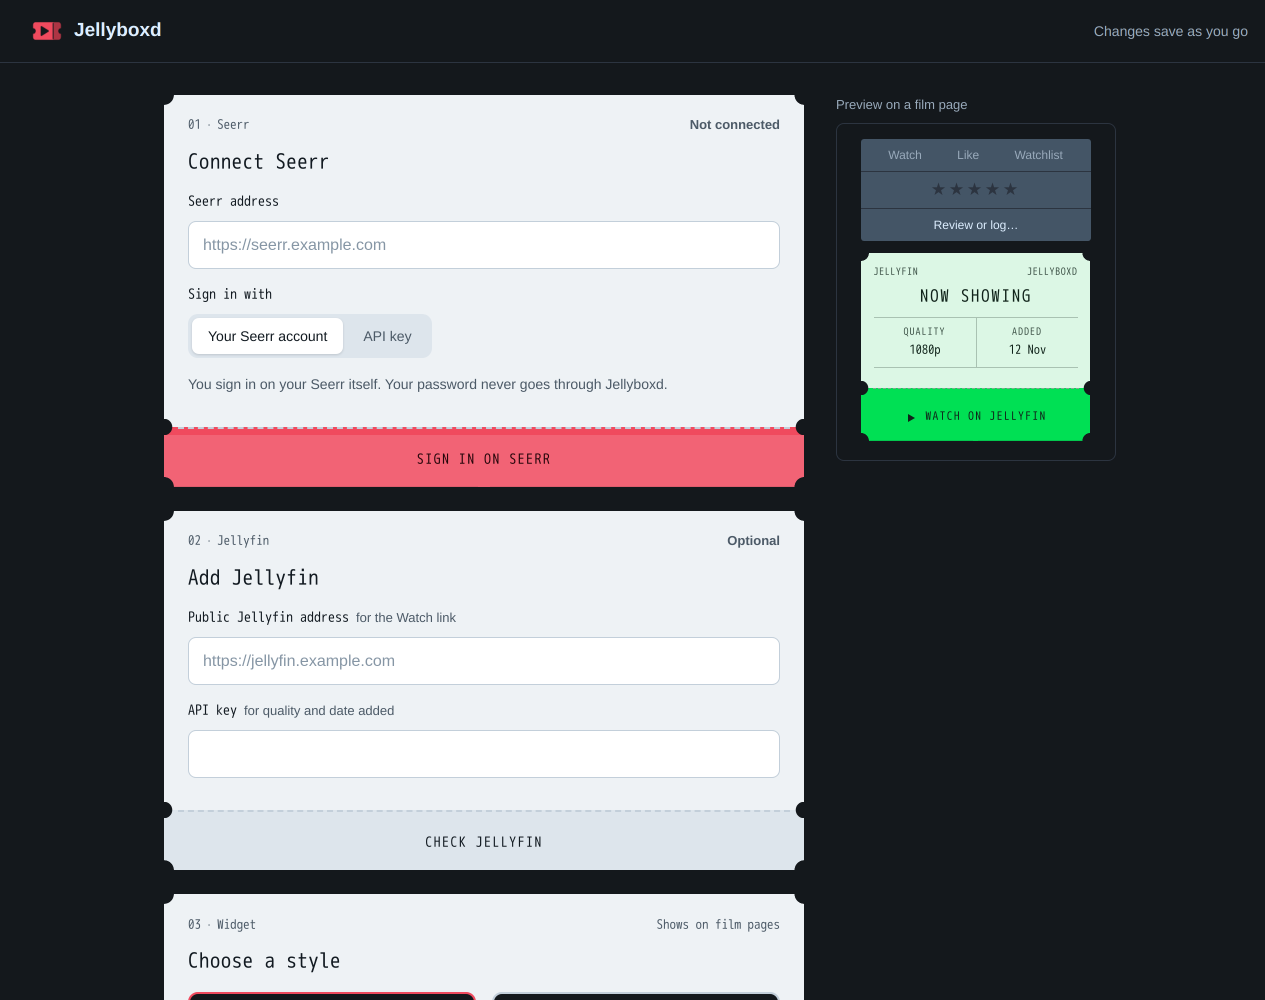 Jellyboxd
Changes save as you go
01 · Seerr
Not connected
Connect Seerr
Seerr address
https://seerr.example.com
Sign in with
Your Seerr account
API key
You sign in on your Seerr itself. Your password never goes through Jellyboxd.
SIGN IN ON SEERR
Preview on a film page
Watch
Like
Watchlist
★★★★★
Review or log…
JELLYFIN
JELLYBOXD
NOW SHOWING
QUALITY
1080p
ADDED
12 Nov
▶ WATCH ON JELLYFIN
02 · Jellyfin
Optional
Add Jellyfin
Public Jellyfin address for the Watch link
https://jellyfin.example.com
API key for quality and date added
CHECK JELLYFIN
03 · Widget
Shows on film pages
Choose a style